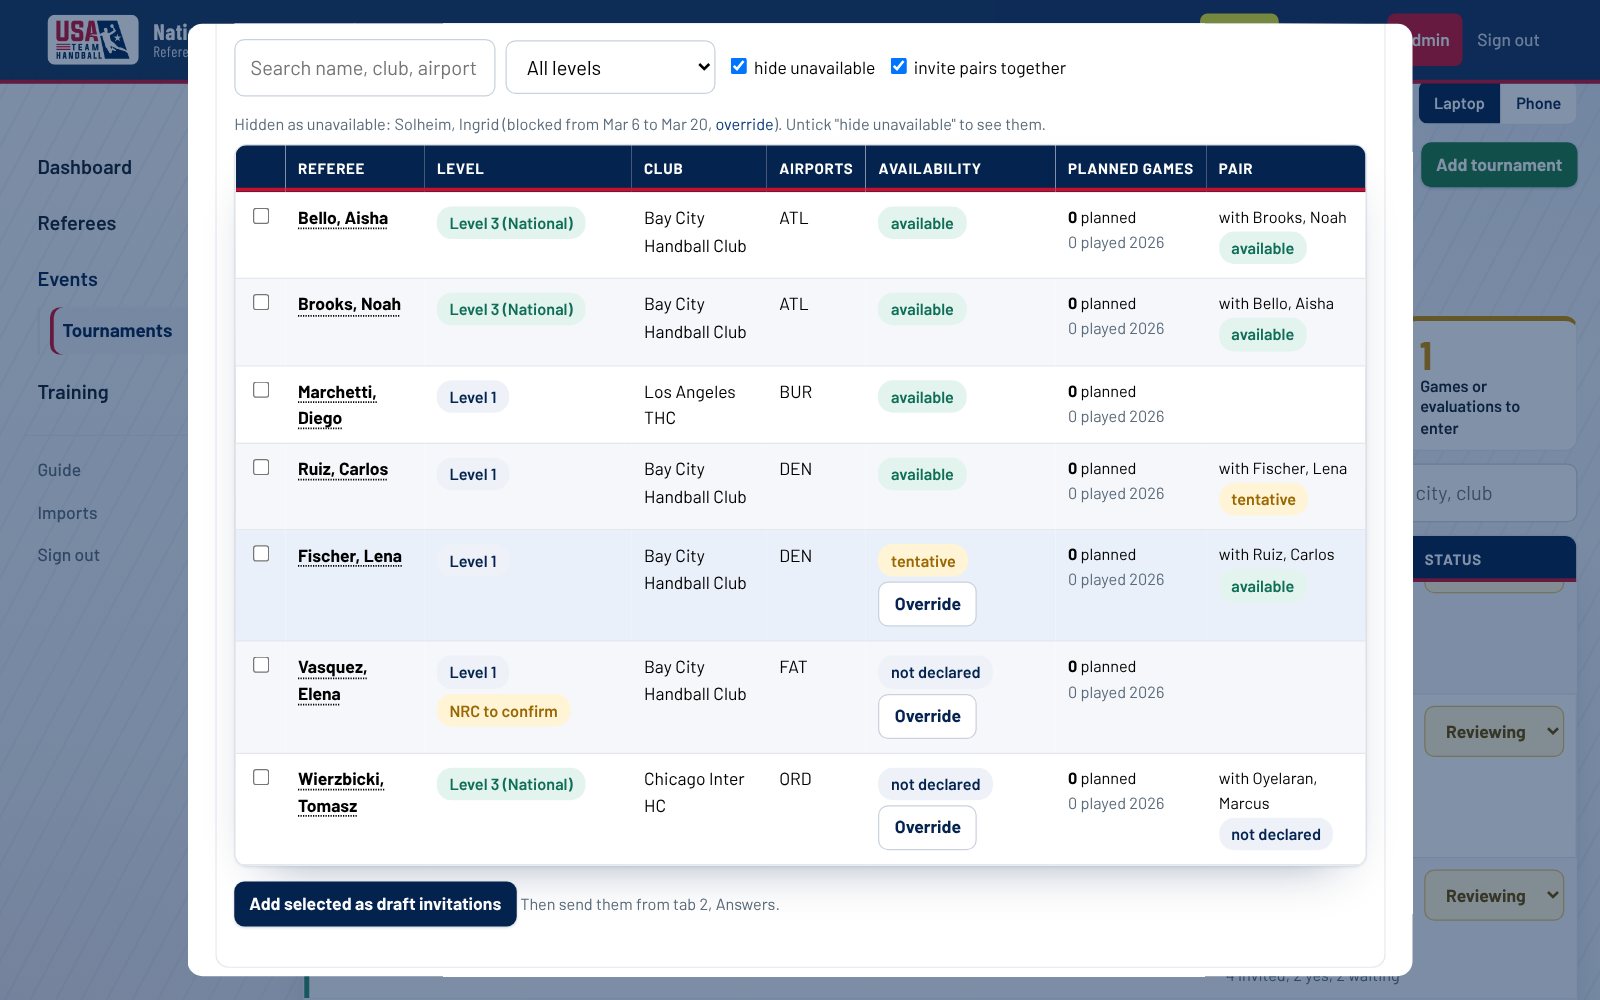 USA
TEAM
HANDBALL
Nati
Refere
dmin
Sign out
Laptop
Phone
Dashboard
Referees
Events
Tournaments
Training
Guide
Imports
Sign out
Add tournament
1
Games or
evaluations to
enter
city, club
STATUS
Reviewing
Reviewing
Search name, club, airport
All levels
hide unavailable
invite pairs together
Hidden as unavailable: Solheim, Ingrid (blocked from Mar 6 to Mar 20, override). Untick "hide unavailable" to see them.
REFEREE LEVEL CLUB AIRPORTS AVAILABILITY PLANNED GAMES PAIR
Bello, Aisha Level 3 (National) Bay City ATL available 0 planned with Brooks, Noah
Handball Club 0 played 2026 available
Brooks, Noah Level 3 (National) Bay City ATL available 0 planned with Bello, Aisha
Handball Club 0 played 2026 available
Marchetti, Level 1 Los Angeles BUR available 0 planned
Diego THC 0 played 2026
Ruiz, Carlos Level 1 Bay City DEN available 0 planned with Fischer, Lena
Handball Club 0 played 2026 tentative
Fischer, Lena Level 1 Bay City DEN tentative 0 planned with Ruiz, Carlos
Handball Club Override 0 played 2026 available
Vasquez, Level 1 Bay City FAT not declared 0 planned
Elena NRC to confirm Handball Club Override 0 played 2026
Wierzbicki, Level 3 (National) Chicago Inter ORD not declared 0 planned with Oyelaran,
Tomasz HC Override 0 played 2026 Marcus
not declared
Add selected as draft invitations Then send them from tab 2, Answers.
4 invited, 2 yes, 2 waiting